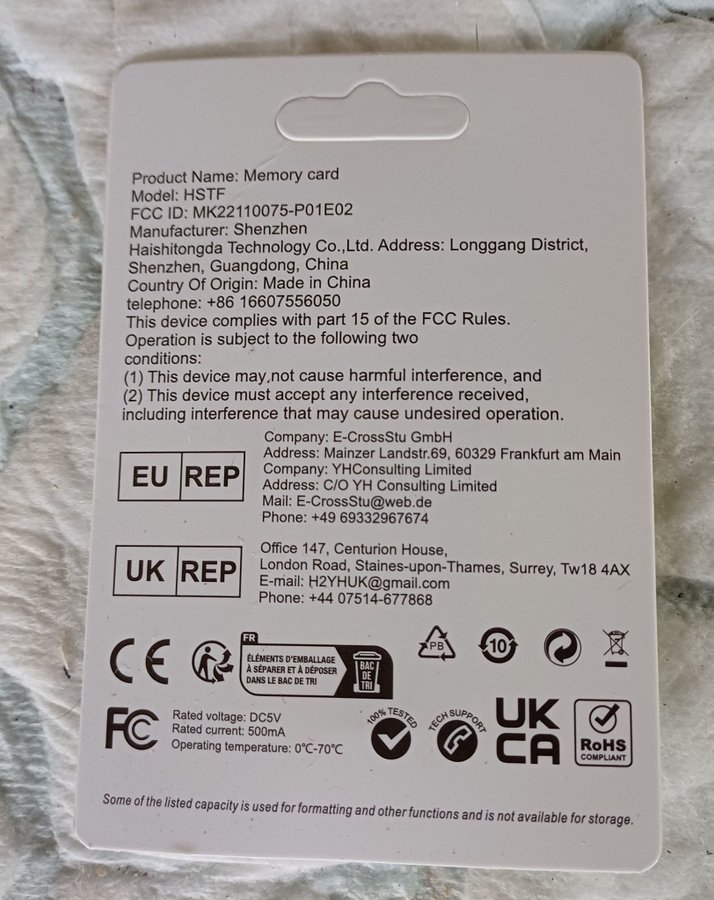 Product Name: Memory card
Model: HSTF
FCC ID: MK22110075-P01E02
Manufacturer: Shenzhen
Haishitongda Technology Co.,Ltd. Address: Longgang District,
Shenzhen, Guangdong, China
Country Of Origin: Made in China
telephone: +86 16607556050
This device complies with part 15 of the FCC Rules.
Operation is subject to the following two
conditions:
(1) This device may,not cause harmful interference, and
(2) This device must accept any interference received,
including interference that may cause undesired operation.
EU REP
Company: E-CrossStu GmbH
Address: Mainzer Landstr.69, 60329 Frankfurt am Main
Company: YHConsulting Limited
Address: C/O YH Consulting Limited
Mail: E-CrossStu@web.de
Phone: +49 69332967674
UK REP
Office 147, Centurion House,
London Road, Staines-upon-Thames, Surrey, Tw18 4AX
E-mail: H2YHUK@gmail.com
Phone: +44 07514-677868
CE
FR
ÉLÉMENTS D'EMBALLAGE
À SÉPARER ET À DÉPOSER
DANS LE BAC DE TRI
BAC
DE
TRI
PB
10
FC
Rated voltage: DC5V
Rated current: 500mA
Operating temperature: 0℃-70℃
100% TESTED
TECH SUPPORT
UK
CA
RoHS
COMPLIANT
Some of the listed capacity is used for formatting and other functions and is not available for storage.